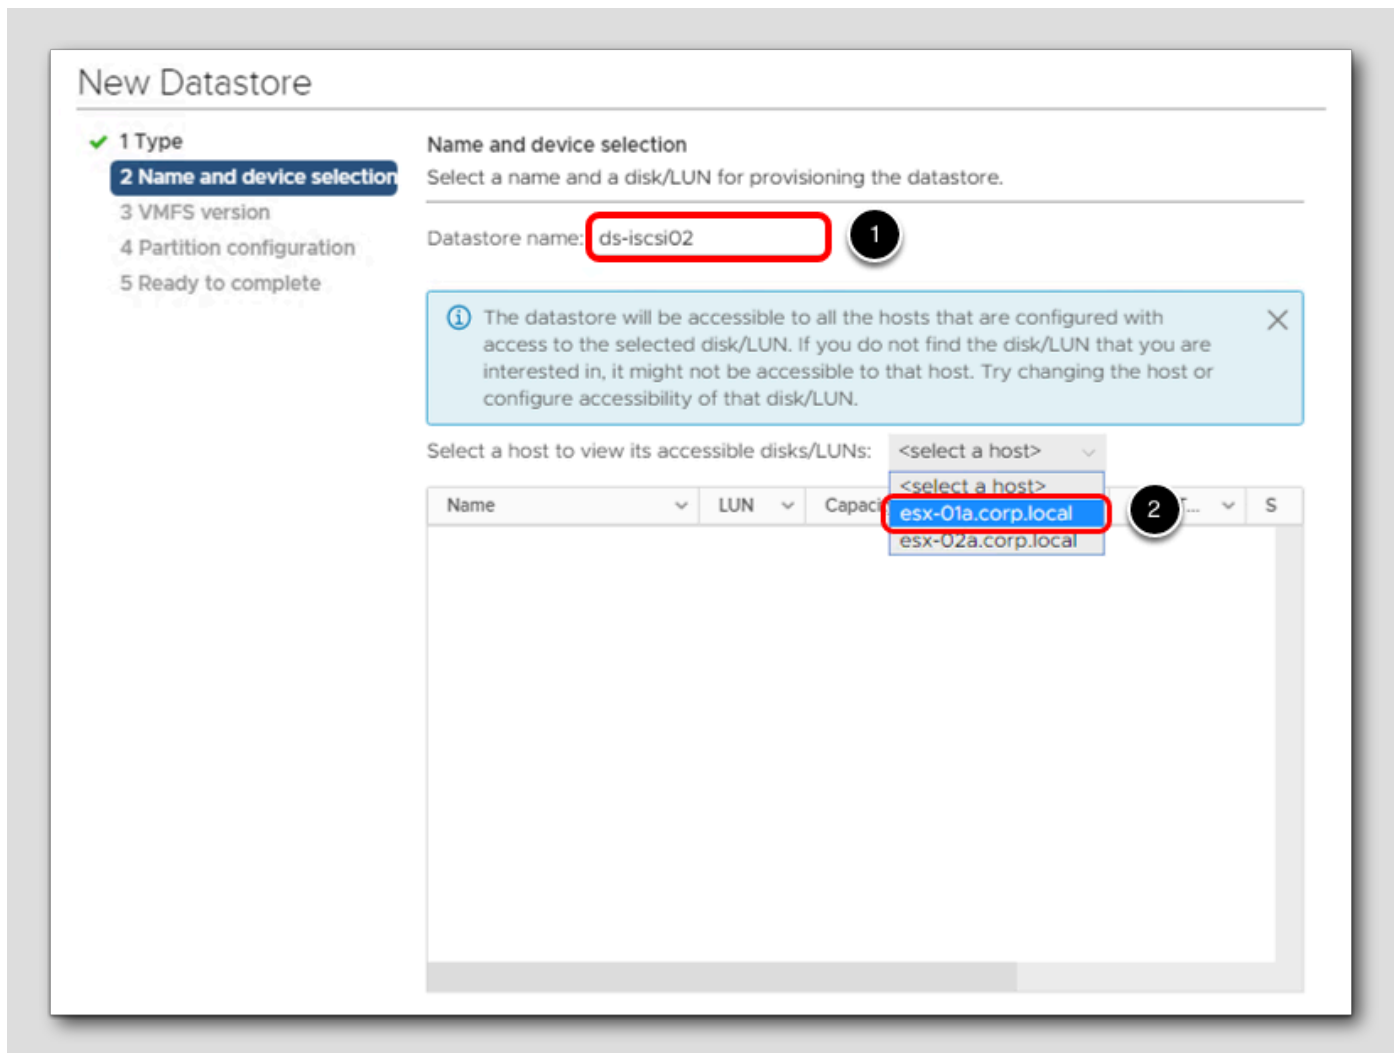 New Datastore
1 Type
2 Name and device selection
3 VMFS version
4 Partition configuration
5 Ready to complete
Name and device selection
Select a name and a disk/LUN for provisioning the datastore.
Datastore name: ds-iscsi02
1
The datastore will be accessible to all the hosts that are configured with
access to the selected disk/LUN. If you do not find the disk/LUN that you are
interested in, it might not be accessible to that host. Try changing the host or
configure accessibility of that disk/LUN.
Select a host to view its accessible disks/LUNs: <select a host>
<select a host>
esx-01a.corp.local
esx-02a.corp.local
2
Name LUN S